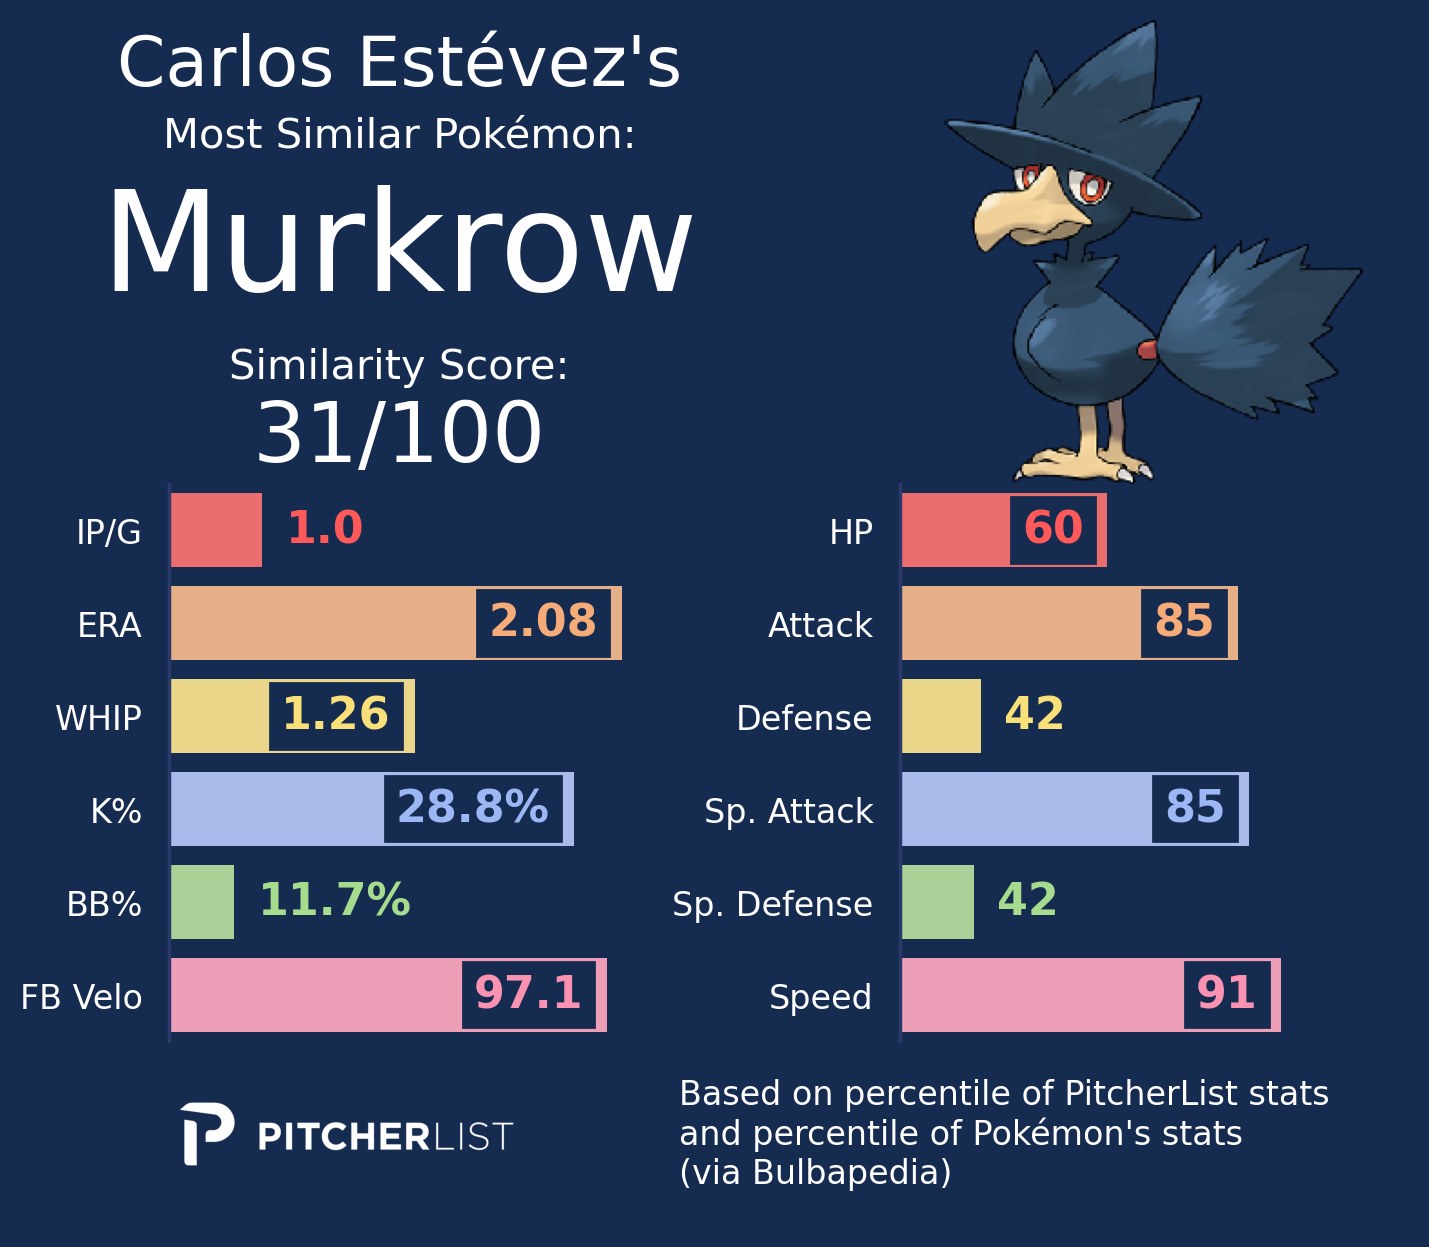 Carlos Estévez's
Most Similar Pokémon:
Murkrow
Similarity Score:
31/100
IP/G 1.0
ERA 2.08
WHIP 1.26
K% 28.8%
BB% 11.7%
FB Velo 97.1
HP 60
Attack 85
Defense 42
Sp. Attack 85
Sp. Defense 42
Speed 91
PITCHERLIST
Based on percentile of PitcherList stats
and percentile of Pokémon's stats
(via Bulbapedia)